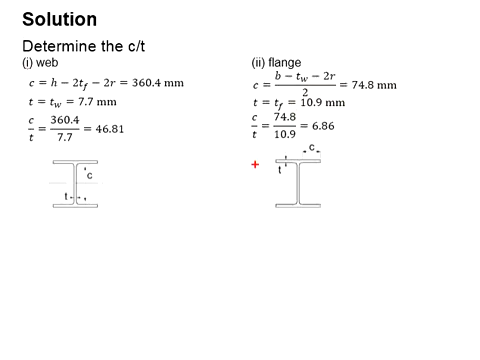 Solution
Determine the c/t
(i) web
c = h − 2t_f − 2r = 360.4 mm
t = t_w = 7.7 mm
c/t = 360.4/7.7 = 46.81
c
t
(ii) flange
c = (b − t_w − 2r)/2 = 74.8 mm
t = t_f = 10.9 mm
c/t = 74.8/10.9 = 6.86
c
+
t